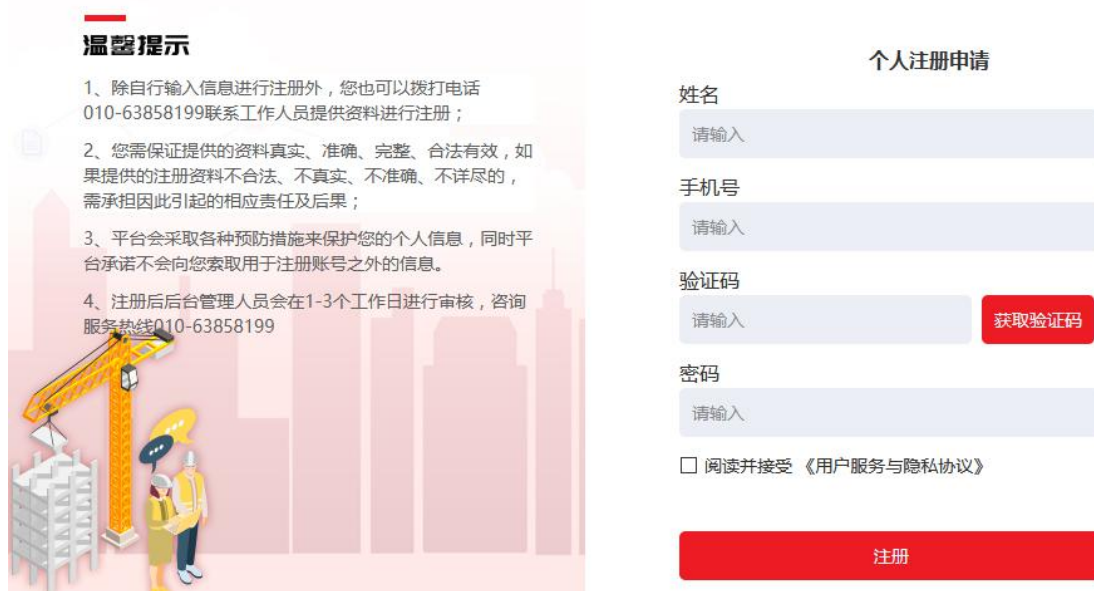 温馨提示
1、除自行输入信息进行注册外，您也可以拨打电话
010-63858199联系工作人员提供资料进行注册；
2、您需保证提供的资料真实、准确、完整、合法有效，如
果提供的注册资料不合法、不真实、不准确、不详尽的，
需承担因此引起的相应责任及后果；
3、平台会采取各种预防措施来保护您的个人信息，同时平
台承诺不会向您索取用于注册账号之外的信息。
4、注册后后台管理人员会在1-3个工作日进行审核，咨询
服务热线010-63858199
个人注册申请
姓名
请输入
手机号
请输入
验证码
请输入
获取验证码
密码
请输入
阅读并接受 《用户服务与隐私协议》
注册